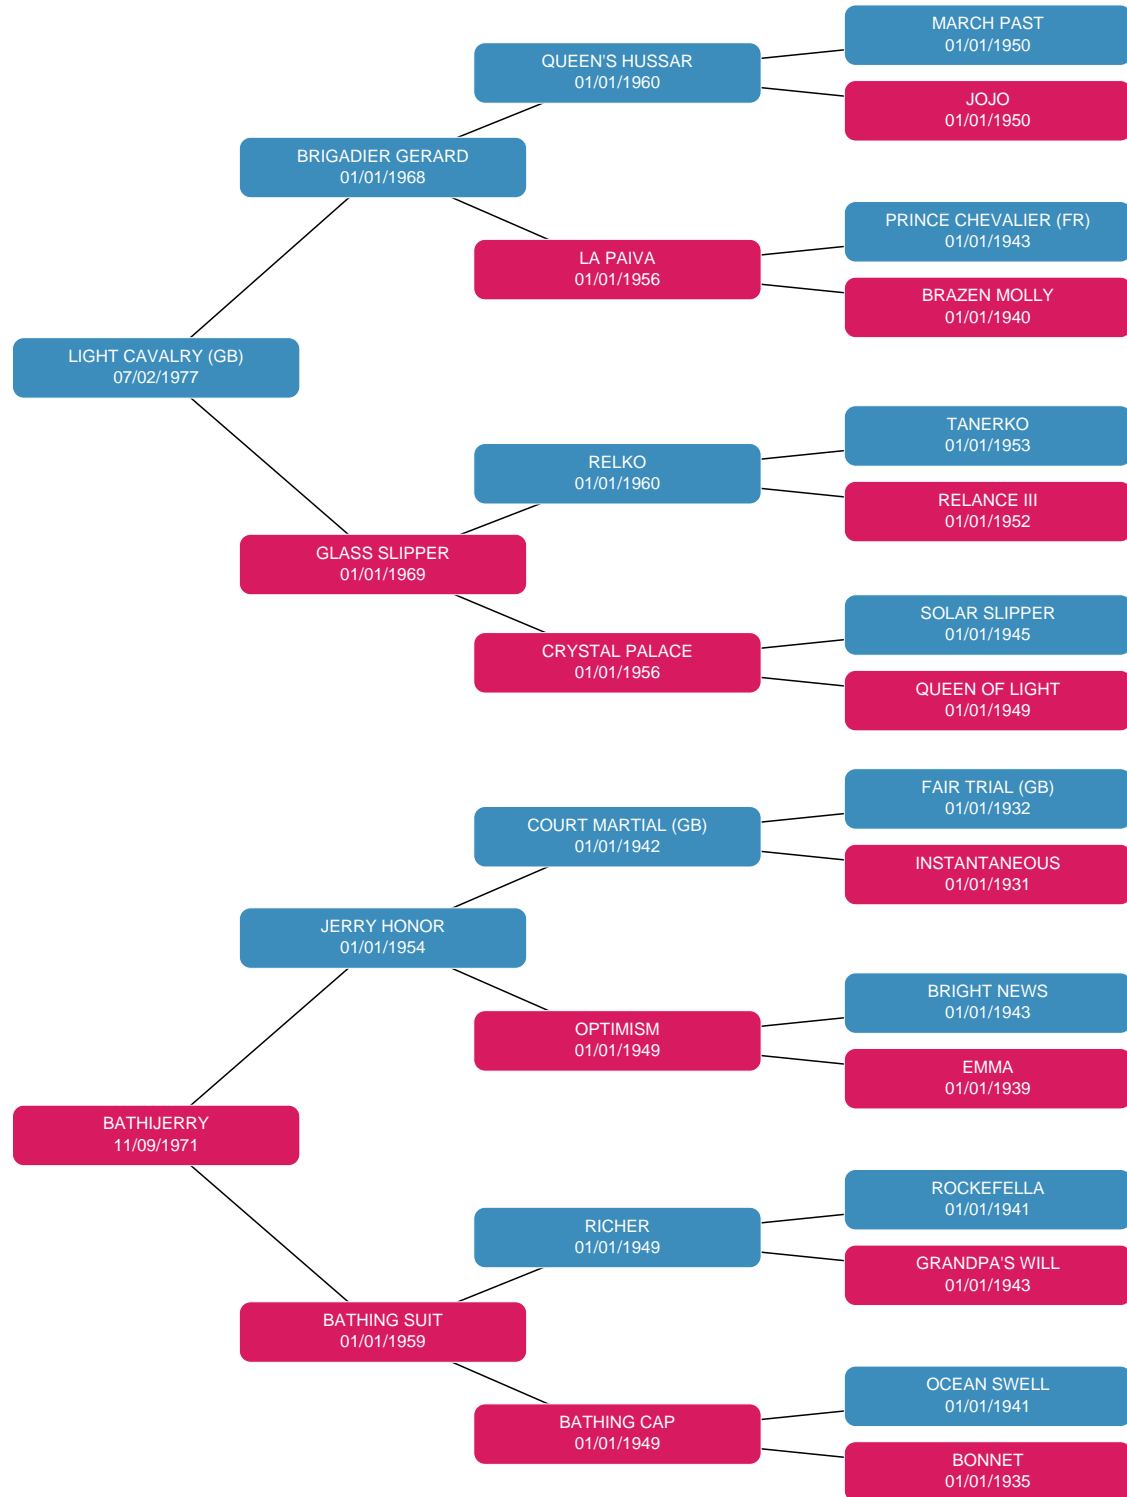 MARCH PAST
01/01/1950
QUEEN'S HUSSAR
01/01/1960
JOJO
01/01/1950
BRIGADIER GERARD
01/01/1968
PRINCE CHEVALIER (FR)
01/01/1943
LA PAIVA
01/01/1956
BRAZEN MOLLY
01/01/1940
LIGHT CAVALRY (GB)
07/02/1977
TANERKO
01/01/1953
RELKO
01/01/1960
RELANCE III
01/01/1952
GLASS SLIPPER
01/01/1969
SOLAR SLIPPER
01/01/1945
CRYSTAL PALACE
01/01/1956
QUEEN OF LIGHT
01/01/1949
FAIR TRIAL (GB)
01/01/1932
COURT MARTIAL (GB)
01/01/1942
INSTANTANEOUS
01/01/1931
JERRY HONOR
01/01/1954
BRIGHT NEWS
01/01/1943
OPTIMISM
01/01/1949
EMMA
01/01/1939
BATHIJERRY
11/09/1971
ROCKEFELLA
01/01/1941
RICHER
01/01/1949
GRANDPA'S WILL
01/01/1943
BATHING SUIT
01/01/1959
OCEAN SWELL
01/01/1941
BATHING CAP
01/01/1949
BONNET
01/01/1935